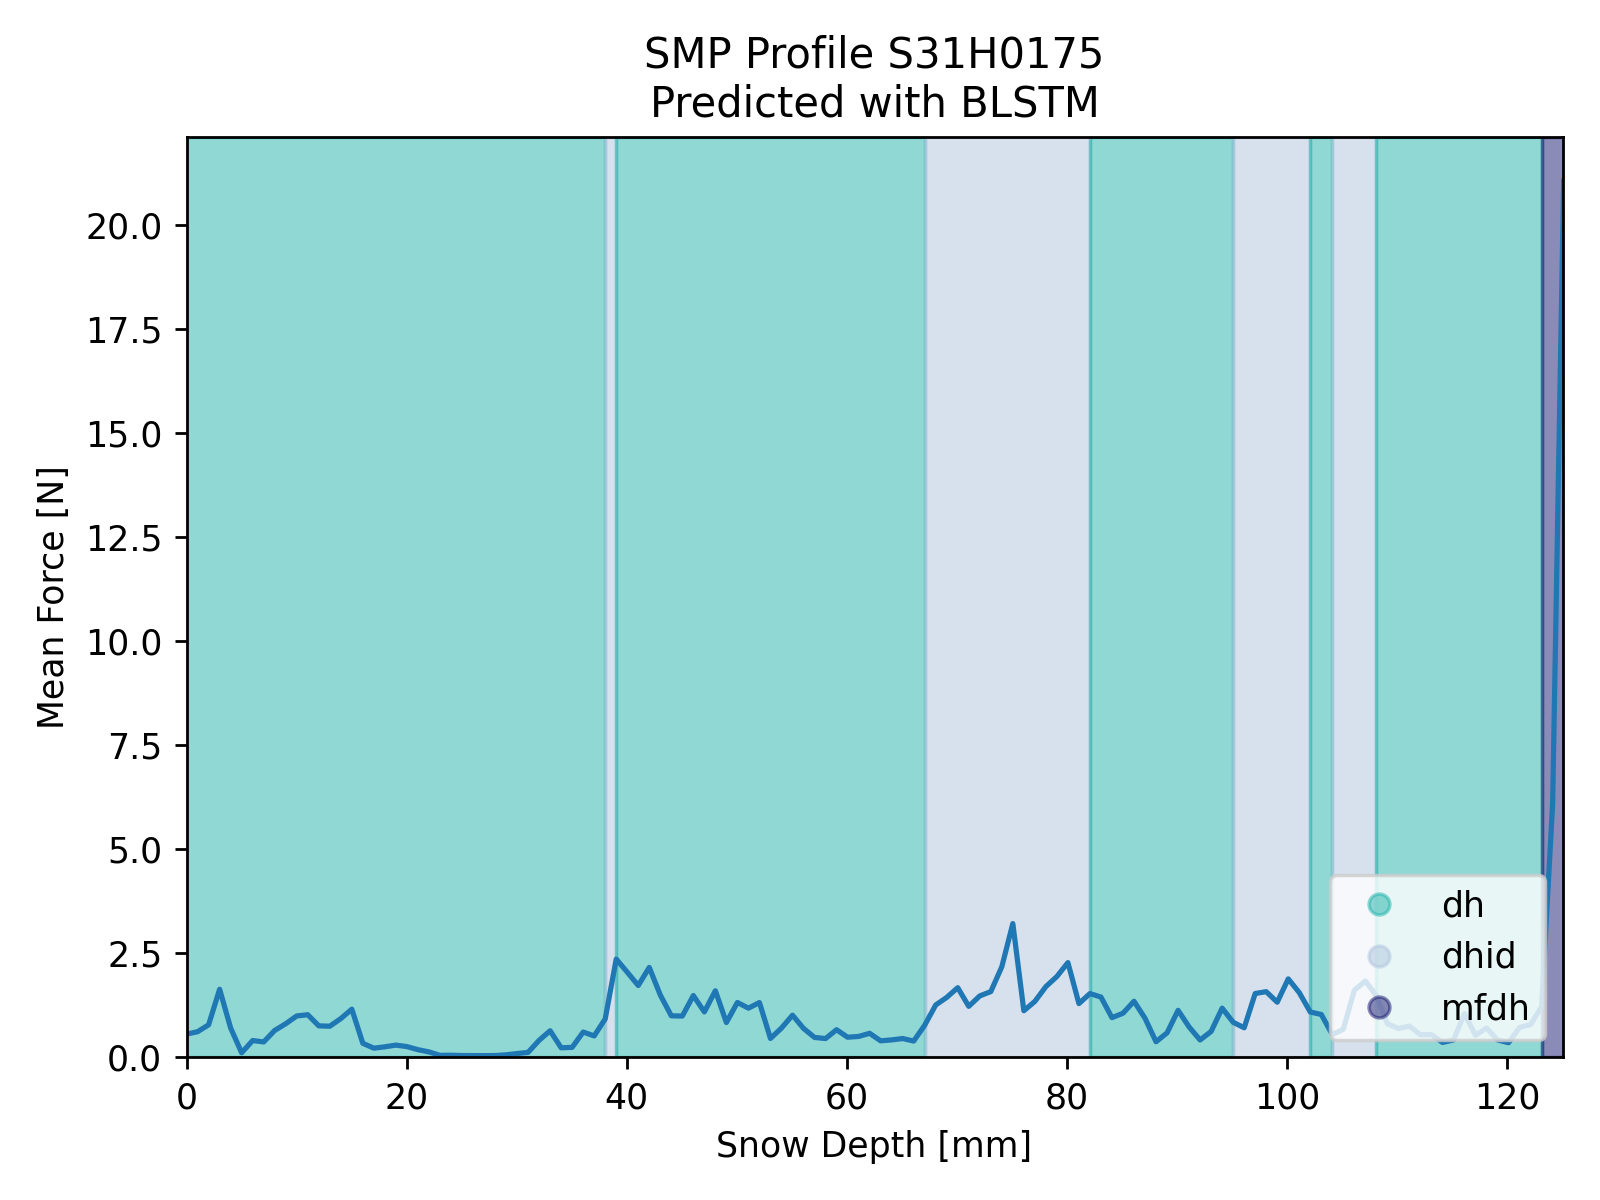 SMP Profile S31H0175
Predicted with BLSTM
Mean Force [N]
20.0
17.5
15.0
12.5
10.0
7.5
5.0
2.5
0.0
dh
dhid
mfdh
0 20 40 60 80 100 120
Snow Depth [mm]